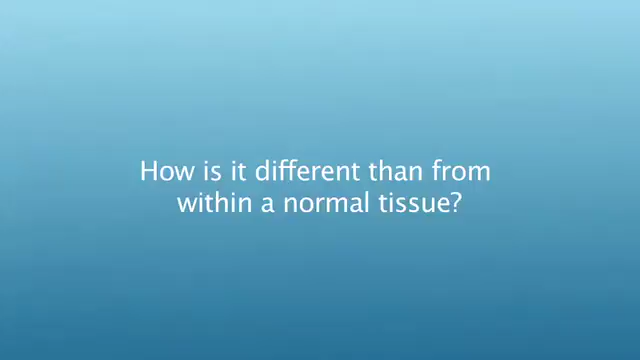 How is it different than from
within a normal tissue?